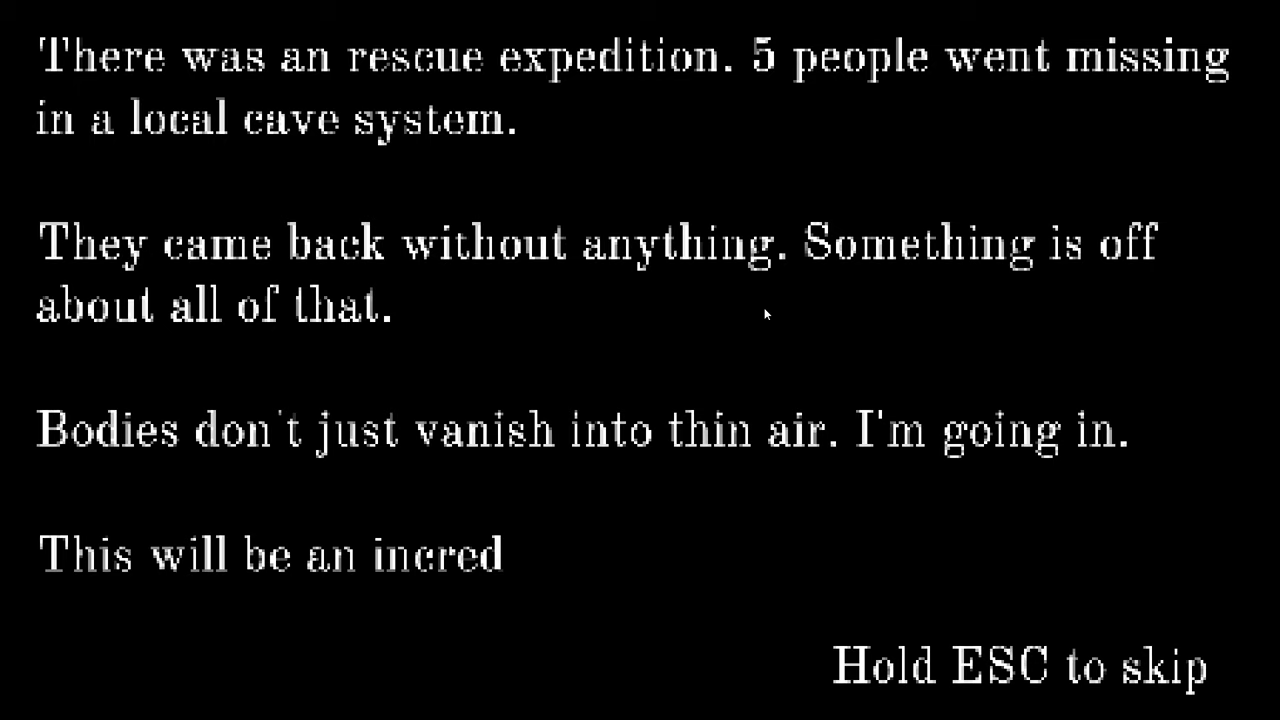 There was an rescue expedition. 5 people went missing
in a local cave system.
They came back without anything. Something is off
about all of that.
Bodies don't just vanish into thin air. I'm going in.
This will be an incred
Hold ESC to skip